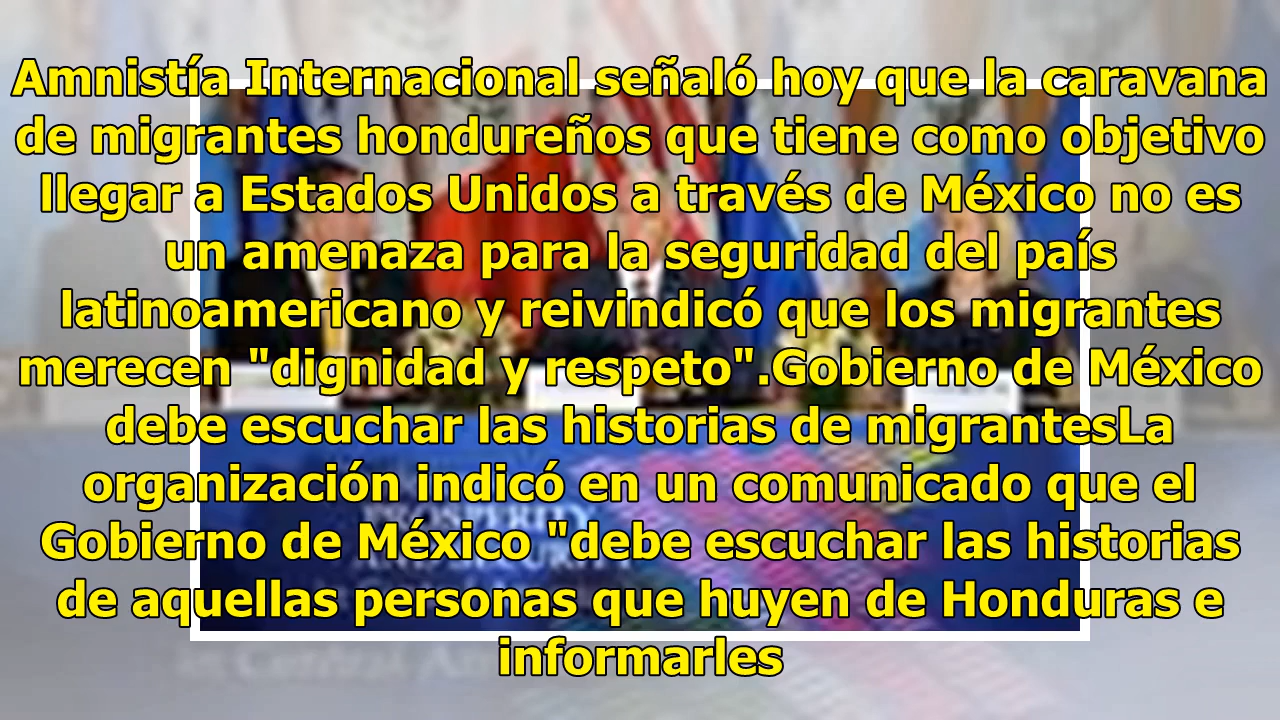 Amnistía Internacional señaló hoy que la caravana
de migrantes hondureños que tiene como objetivo
llegar a Estados Unidos a través de México no es
un amenaza para la seguridad del país
latinoamericano y reivindicó que los migrantes
merecen "dignidad y respeto".Gobierno de México
debe escuchar las historias de migrantesLa
organización indicó en un comunicado que el
Gobierno de México "debe escuchar las historias
de aquellas personas que huyen de Honduras e
informarles
PROSPERITY
in Central